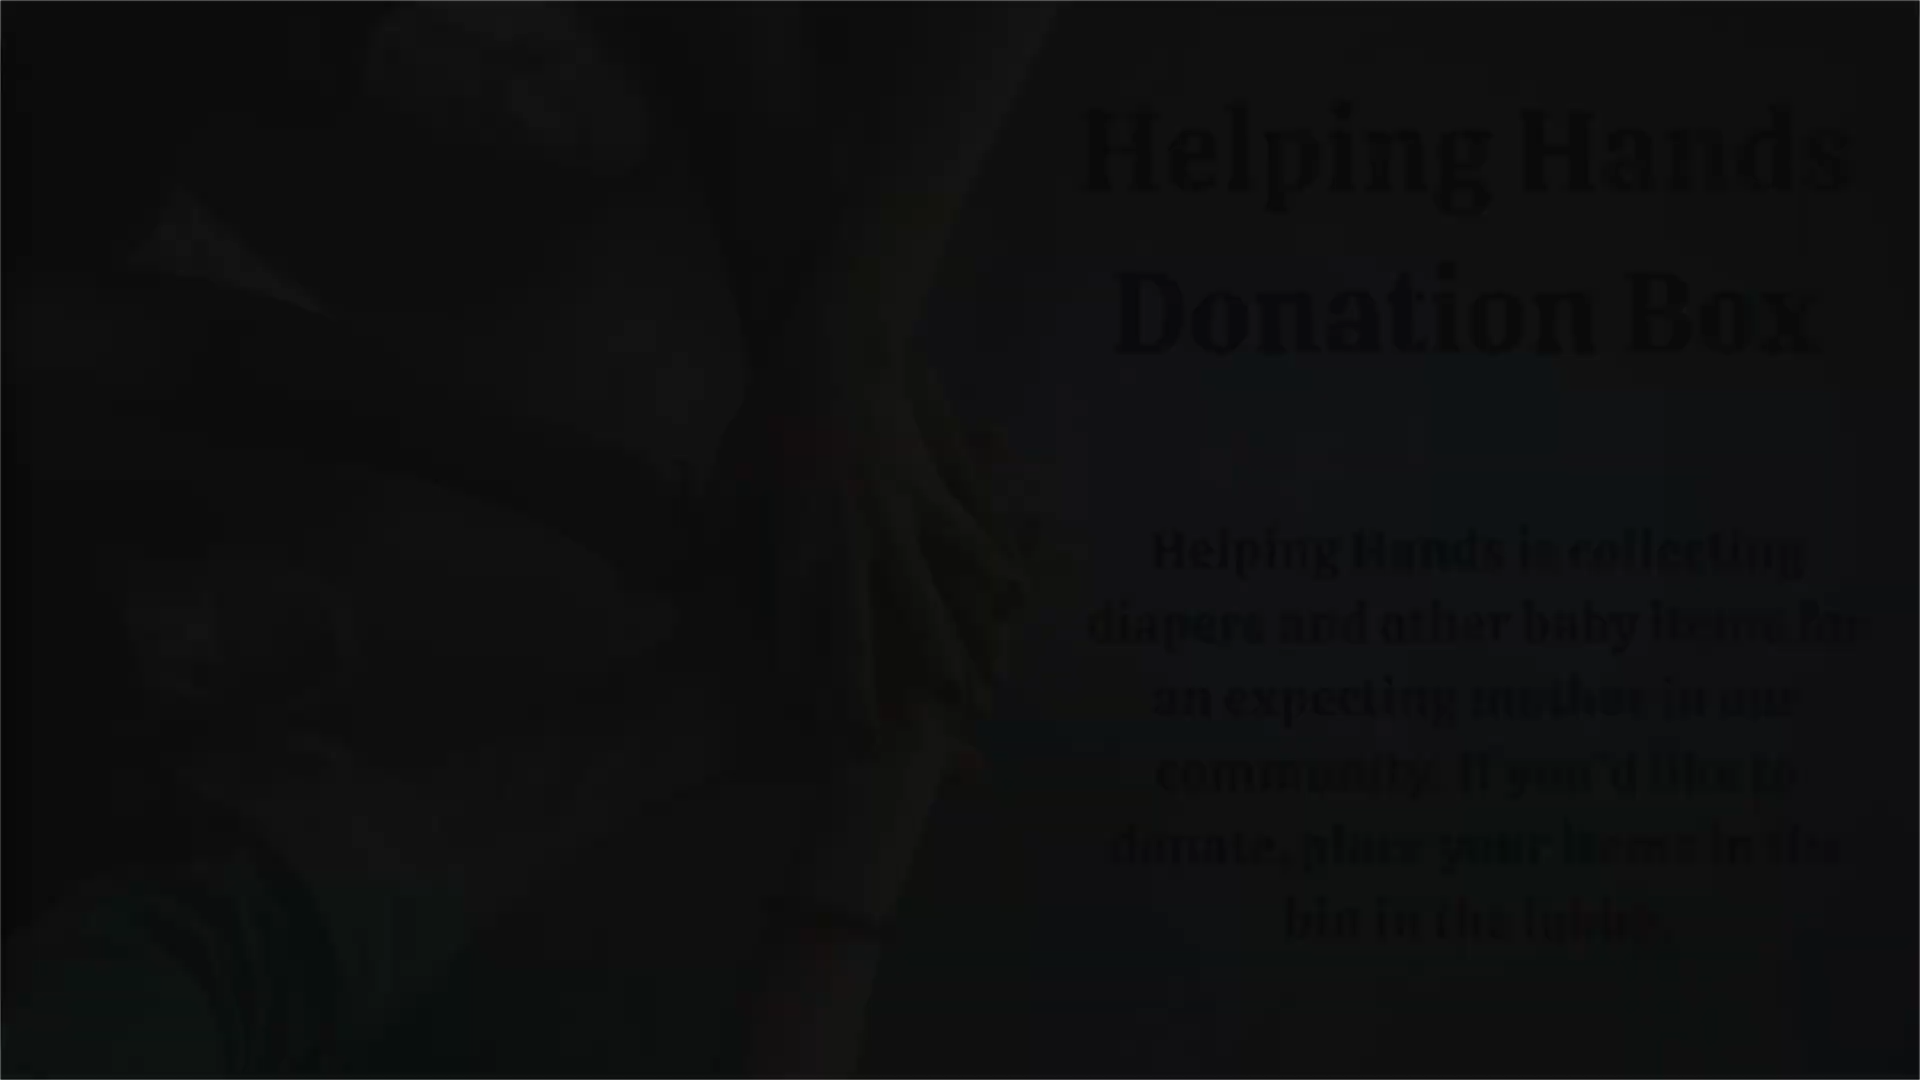 Helping Hands
Donation Box
Helping Hands is collecting
diapers and other baby items for
an expecting mother in our
community. If you'd like to
donate, place your items in the
bin in the lobby.